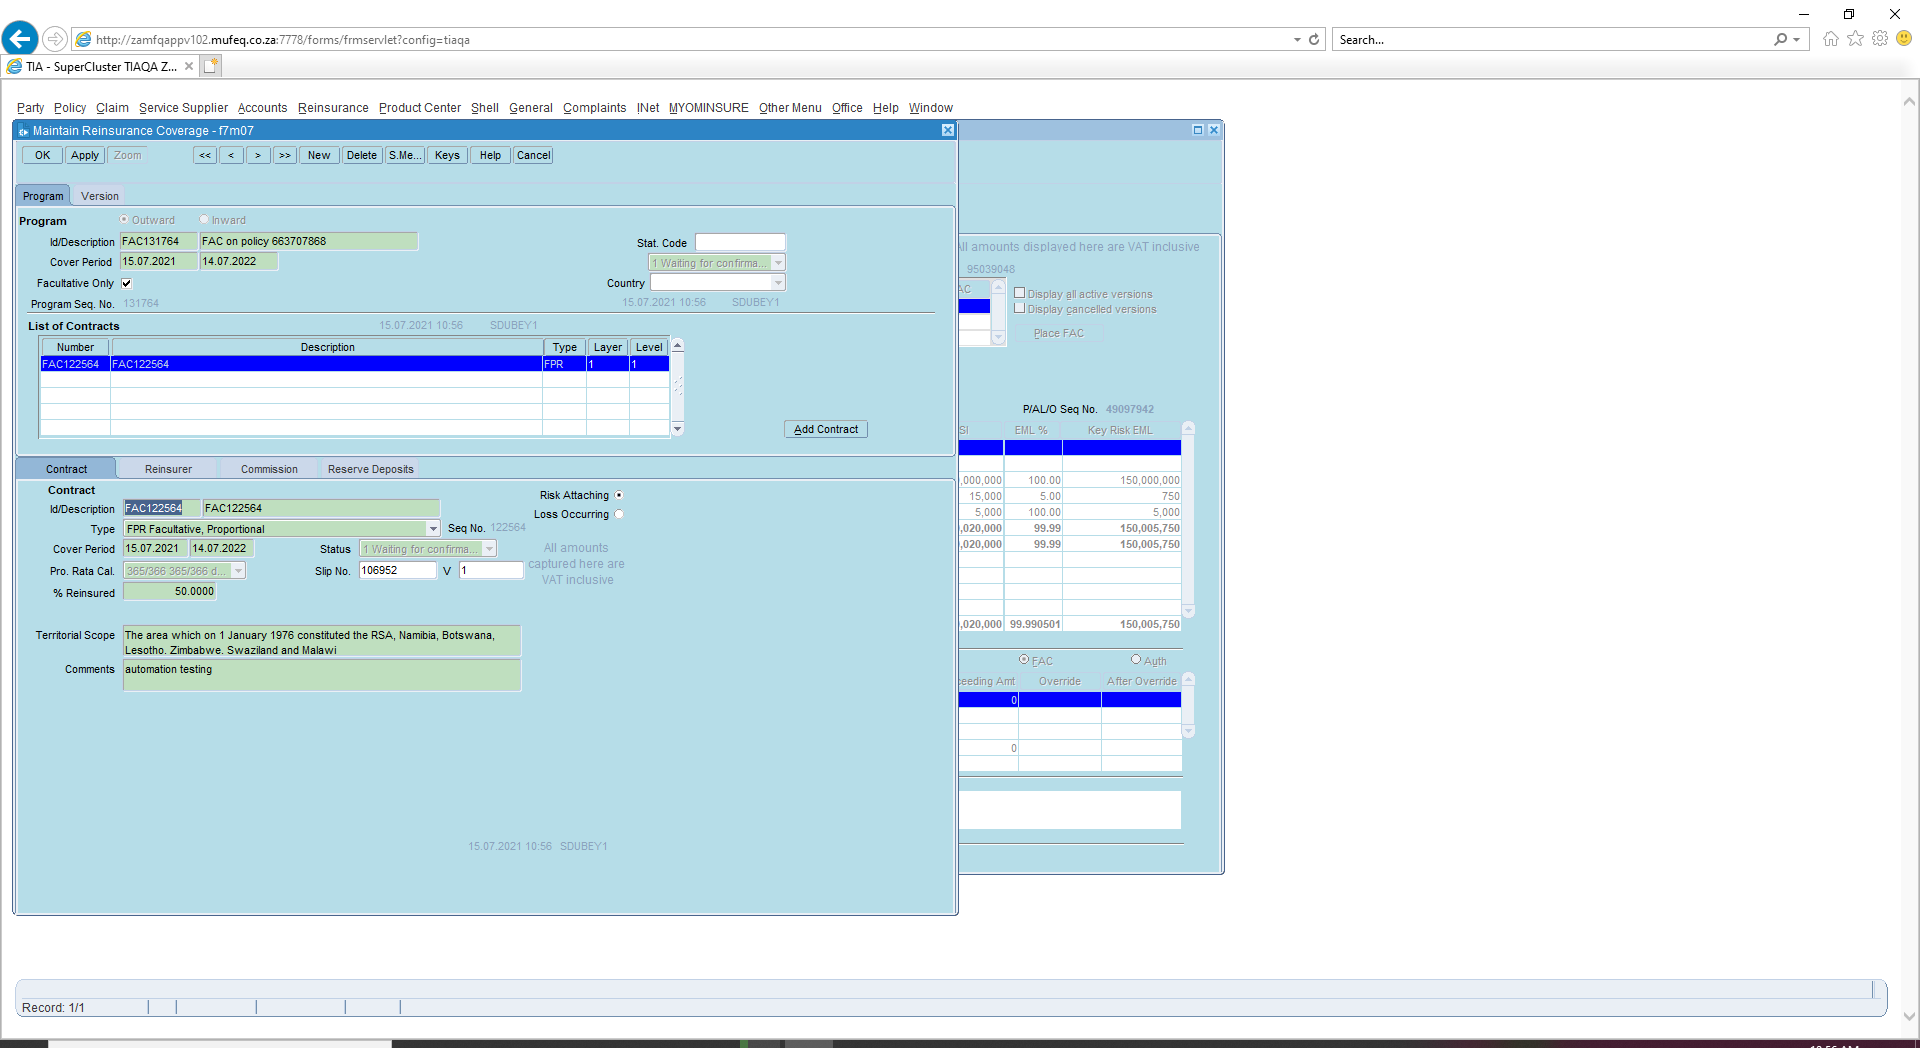 http://zamfqappv102.mufeq.co.za:7778/forms/frmservlet?config=tiaqa
Search...
TIA - SuperCluster TIAQA Z...
Party Policy Claim Service Supplier Accounts Reinsurance Product Center Shell General Complaints INet MYOMINSURE Other Menu Office Help Window
Maintain Reinsurance Coverage - f7m07
OK Apply Zoom << < > >> New Delete S.Me... Keys Help Cancel
Program Version
Program Outward Inward
Id/Description FAC131764 FAC on policy 663707868 Stat. Code
Cover Period 15.07.2021 14.07.2022 1 Waiting for confirma...
Facultative Only Country
Program Seq. No. 131764 15.07.2021 10:56 SDUBEY1
List of Contracts 15.07.2021 10:56 SDUBEY1
Number Description Type Layer Level
FAC122564 FAC122564 FPR 1 1
Add Contract
Contract Reinsurer Commission Reserve Deposits
Contract
Risk Attaching
Id/Description FAC122564 FAC122564
Loss Occurring
Type FPR Facultative, Proportional Seq No. 122564
Cover Period 15.07.2021 14.07.2022 Status 1 Waiting for confirma...
All amounts
captured here are
VAT inclusive
Pro. Rata Cal. 365/366 365/366 d... Slip No. 106952 V 1
% Reinsured 50.0000
Territorial Scope The area which on 1 January 1976 constituted the RSA, Namibia, Botswana,
Lesotho, Zimbabwe, Swaziland and Malawi
Comments automation testing
15.07.2021 10:56 SDUBEY1
All amounts displayed here are VAT inclusive
95039048
AC
Display all active versions
Display cancelled versions
Place FAC
P/AL/O Seq No. 49097942
SI EML % Key Risk EML
,000,000 100.00 150,000,000
15,000 5.00 750
5,000 100.00 5,000
,020,000 99.99 150,005,750
,020,000 99.99 150,005,750
,020,000 99.990501 150,005,750
FAC Auth
ceeding Amt Override After Override
0
0
Record: 1/1